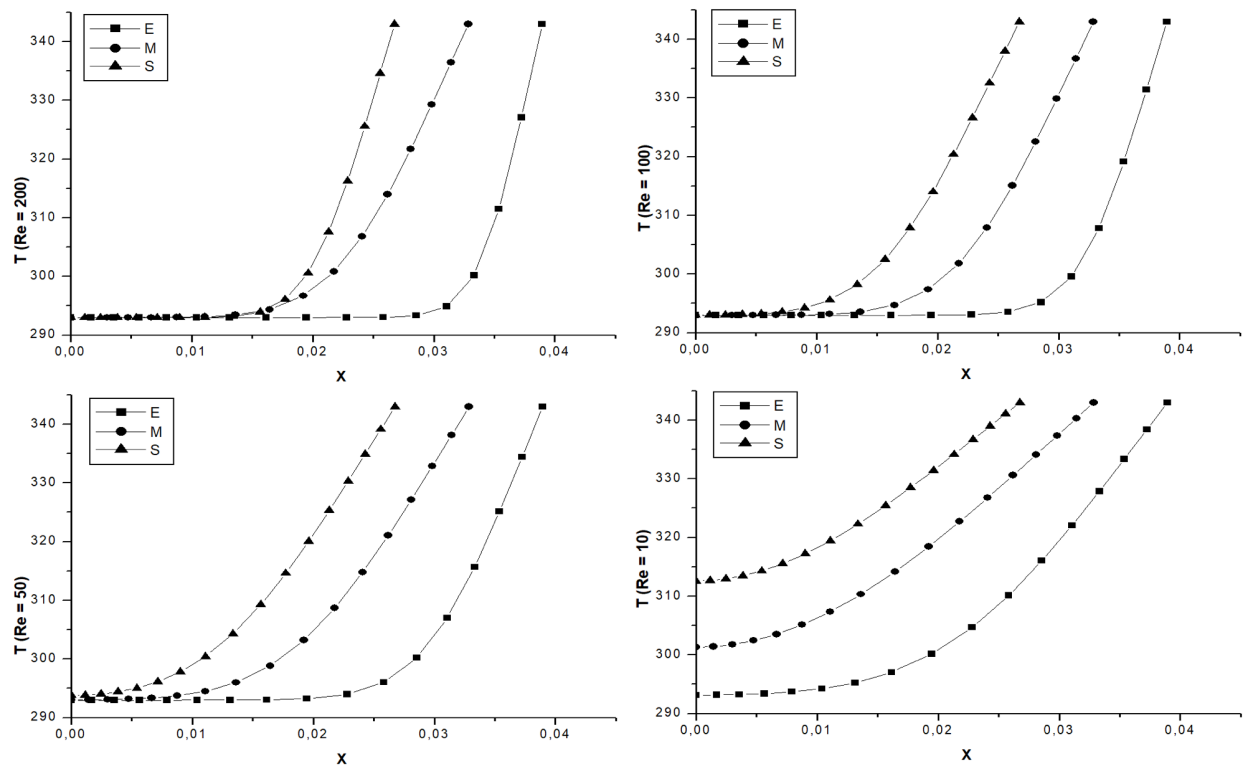 E
M
S
T (Re = 200)
340
330
320
310
300
290
0,00
0,01
0,02
0,03
0,04
X
E
M
S
T (Re = 100)
340
330
320
310
300
290
0,00
0,01
0,02
0,03
0,04
X
E
M
S
T (Re = 50)
340
330
320
310
300
290
0,00
0,01
0,02
0,03
0,04
X
E
M
S
T (Re = 10)
340
330
320
310
300
290
0,00
0,01
0,02
0,03
0,04
X